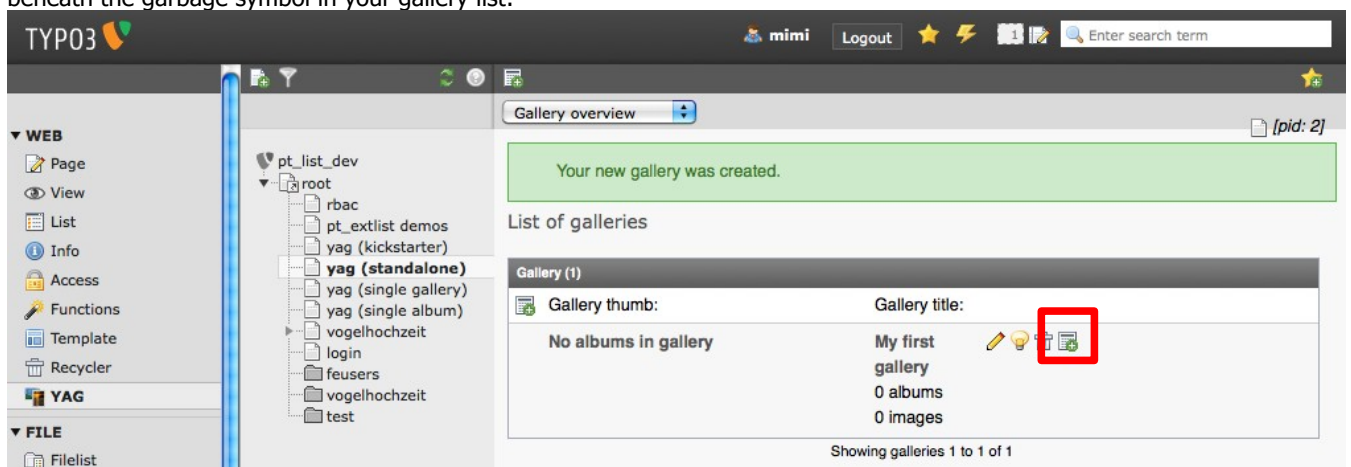 beneath the garbage symbol in your gallery list.
TYPO3
mimi Logout 1 Enter search term
Gallery overview
[pid: 2]
WEB
Page
View
List
Info
Access
Functions
Template
Recycler
YAG
FILE
Filelist
pt_list_dev
root
rbac
pt_extlist demos
yag (kickstarter)
yag (standalone)
yag (single gallery)
yag (single album)
vogelhochzeit
login
feusers
vogelhochzeit
test
Your new gallery was created.
List of galleries
Gallery (1)
Gallery thumb: Gallery title:
No albums in gallery My first
gallery
0 albums
0 images
Showing galleries 1 to 1 of 1